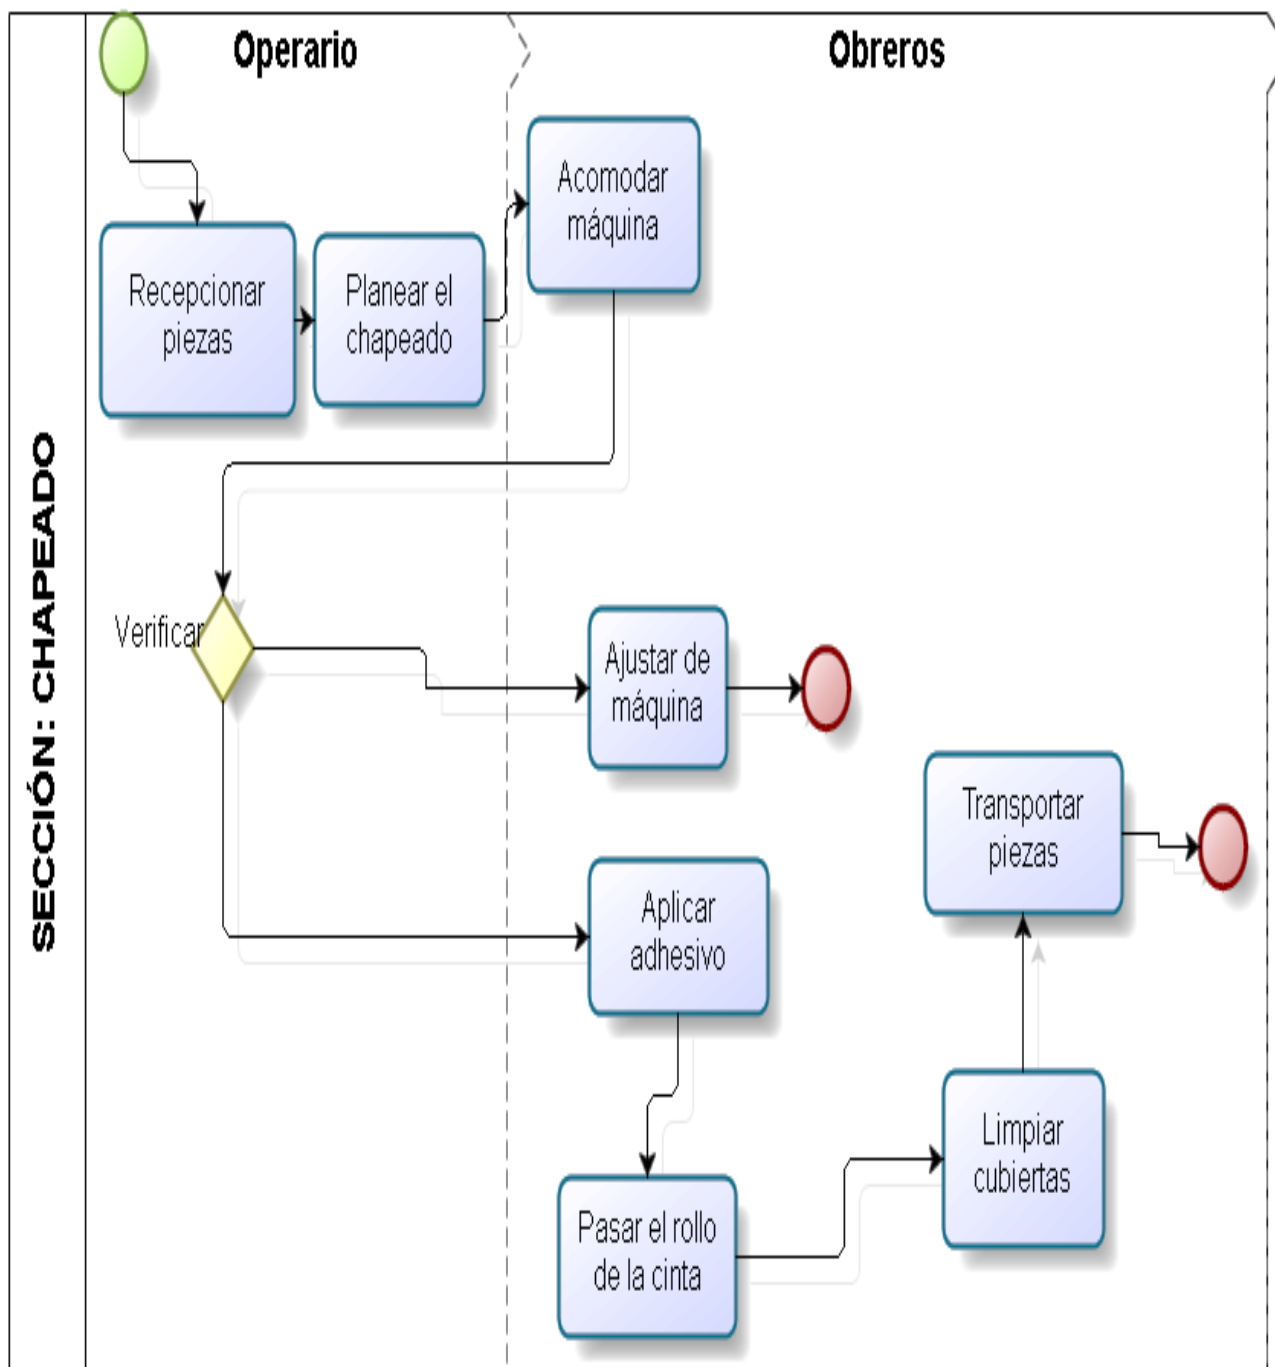 SECCIÓN: CHAPEADO
Operario
Obreros
Acomodar
máquina
Recepcionar
piezas
Planear el
chapeado
Verificar
Ajustar de
máquina
Transportar
piezas
Aplicar
adhesivo
Limpiar
cubiertas
Pasar el rollo
de la cinta